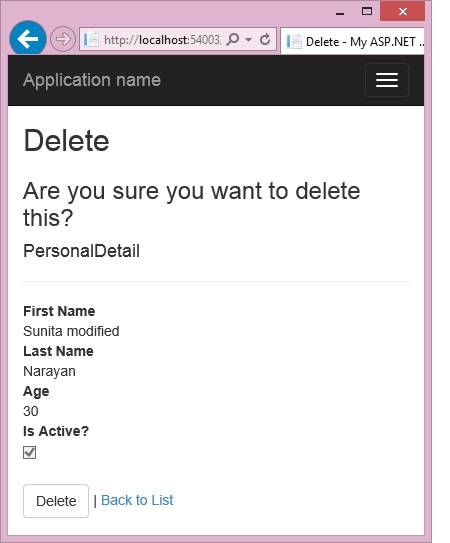 http://localhost:54003,
Delete - My ASP.NET ...
Application name
Delete
Are you sure you want to delete
this?
PersonalDetail
First Name
Sunita modified
Last Name
Narayan
Age
30
Is Active?
Delete | Back to List